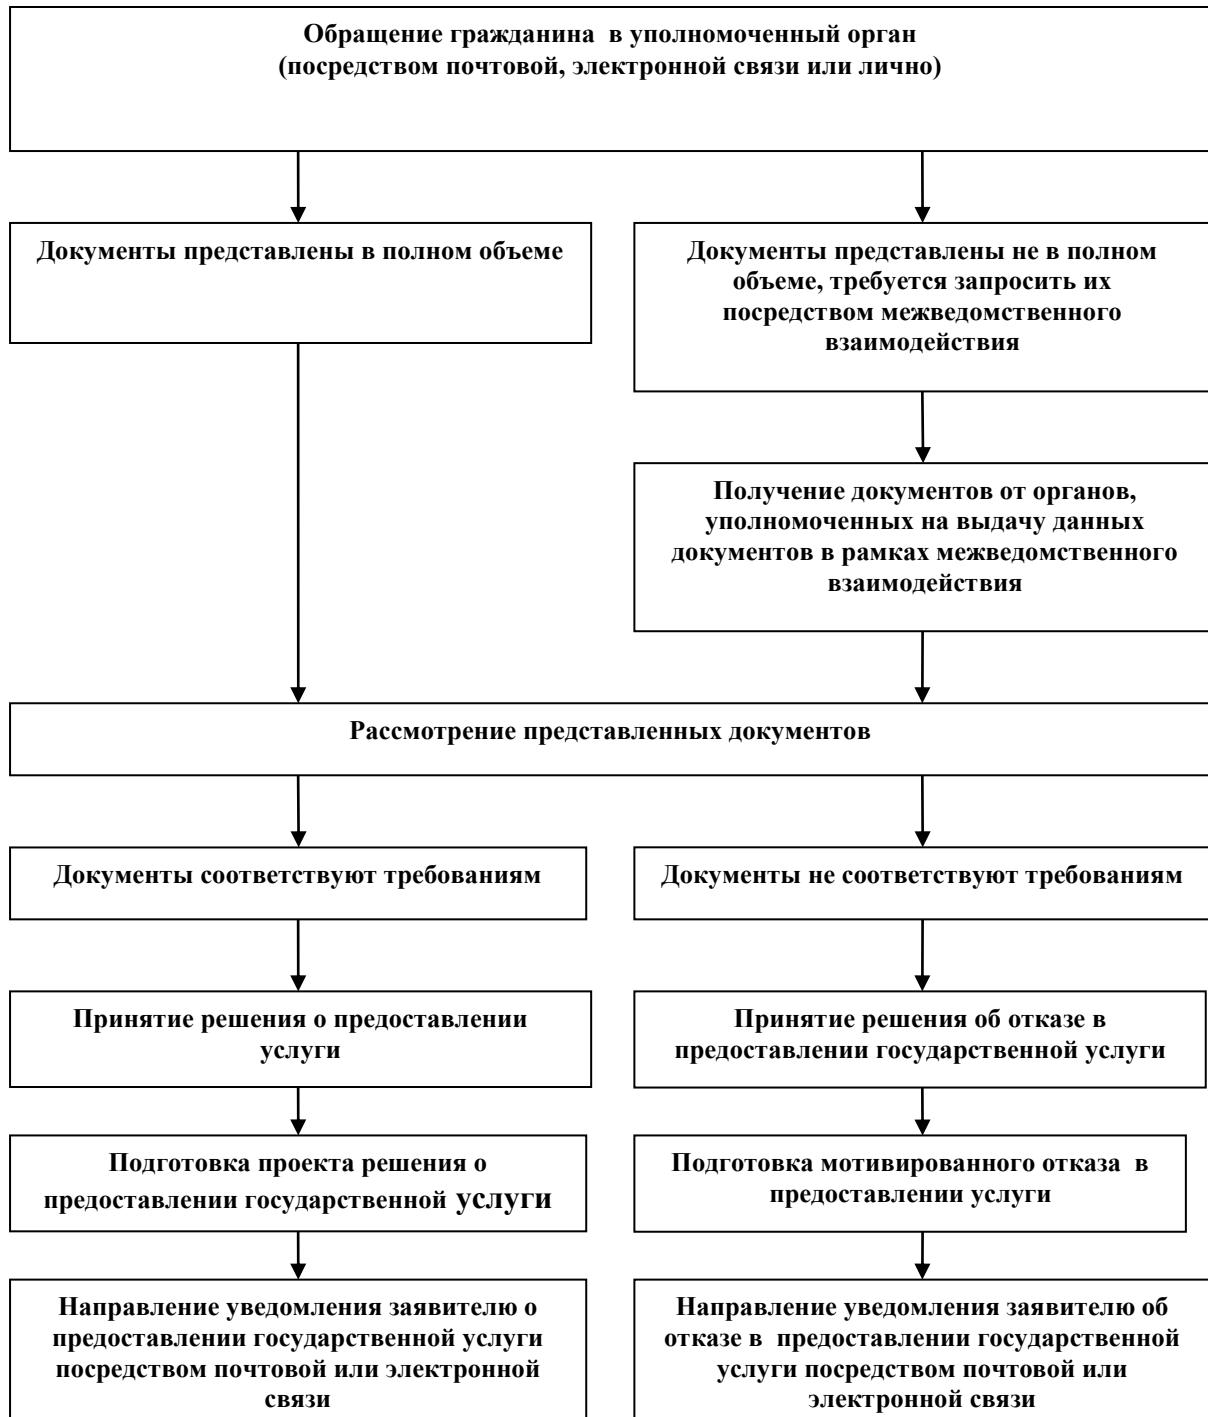 Обращение гражданина  в уполномоченный орган
(посредством почтовой, электронной связи или лично)
Документы представлены в полном объеме
Документы представлены не в полном
объеме, требуется запросить их
посредством межведомственного
взаимодействия
Получение документов от органов,
уполномоченных на выдачу данных
документов в рамках межведомственного
взаимодействия
Рассмотрение представленных документов
Документы соответствуют требованиям
Документы не соответствуют требованиям
Принятие решения о предоставлении
услуги
Принятие решения об отказе в
предоставлении государственной услуги
Подготовка проекта решения о
предоставлении государственной услуги
Подготовка мотивированного отказа  в
предоставлении услуги
Направление уведомления заявителю о
предоставлении государственной услуги
посредством почтовой или электронной
связи
Направление уведомления заявителю об
отказе в  предоставлении государственной
услуги посредством почтовой или
электронной связи